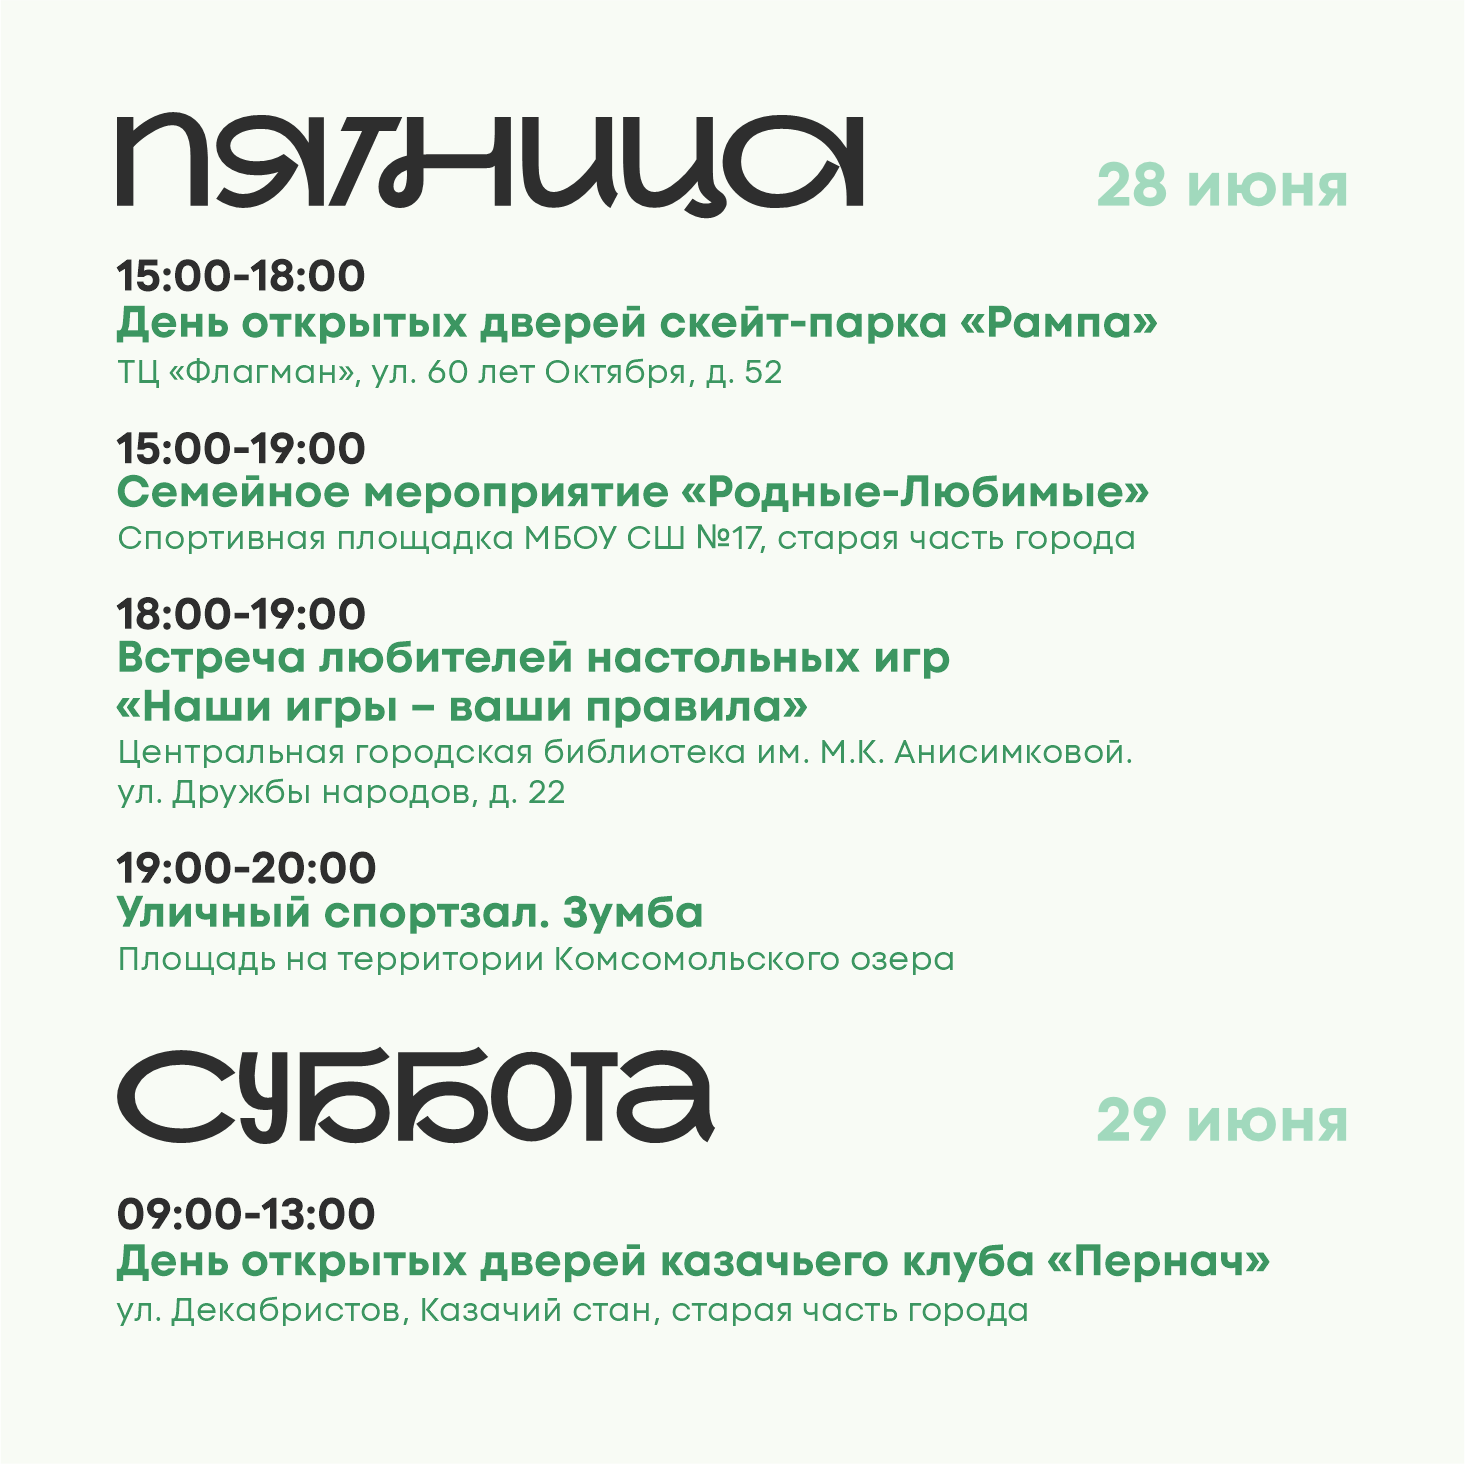 пятница
28 июня
15:00-18:00
День открытых дверей скейт-парка «Рампа»
ТЦ «Флагман», ул. 60 лет Октября, д. 52
15:00-19:00
Семейное мероприятие «Родные-Любимые»
Спортивная площадка МБОУ СШ №17, старая часть города
18:00-19:00
Встреча любителей настольных игр
«Наши игры – ваши правила»
Центральная городская библиотека им. М.К. Анисимковой.
ул. Дружбы народов, д. 22
19:00-20:00
Уличный спортзал. Зумба
Площадь на территории Комсомольского озера
суббота
29 июня
09:00-13:00
День открытых дверей казачьего клуба «Пернач»
ул. Декабристов, Казачий стан, старая часть города